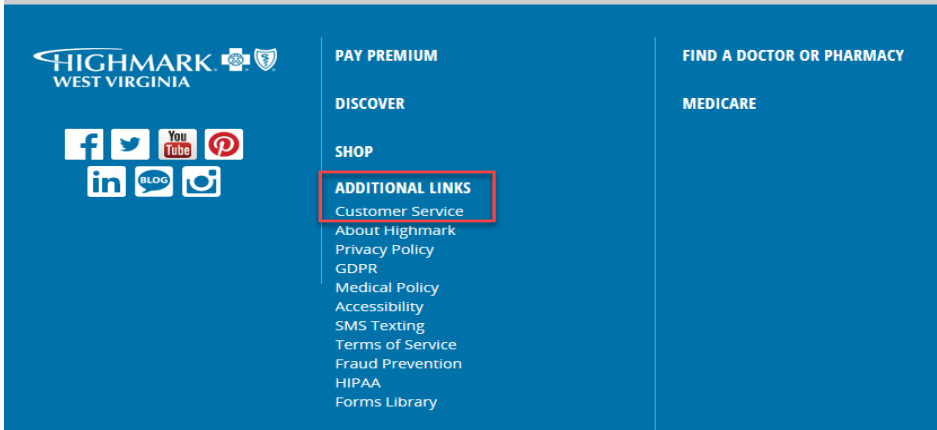 HIGHMARK.
WEST VIRGINIA
You
Tube
in
BLOG
PAY PREMIUM
DISCOVER
SHOP
ADDITIONAL LINKS
Customer Service
About Highmark
Privacy Policy
GDPR
Medical Policy
Accessibility
SMS Texting
Terms of Service
Fraud Prevention
HIPAA
Forms Library
FIND A DOCTOR OR PHARMACY
MEDICARE